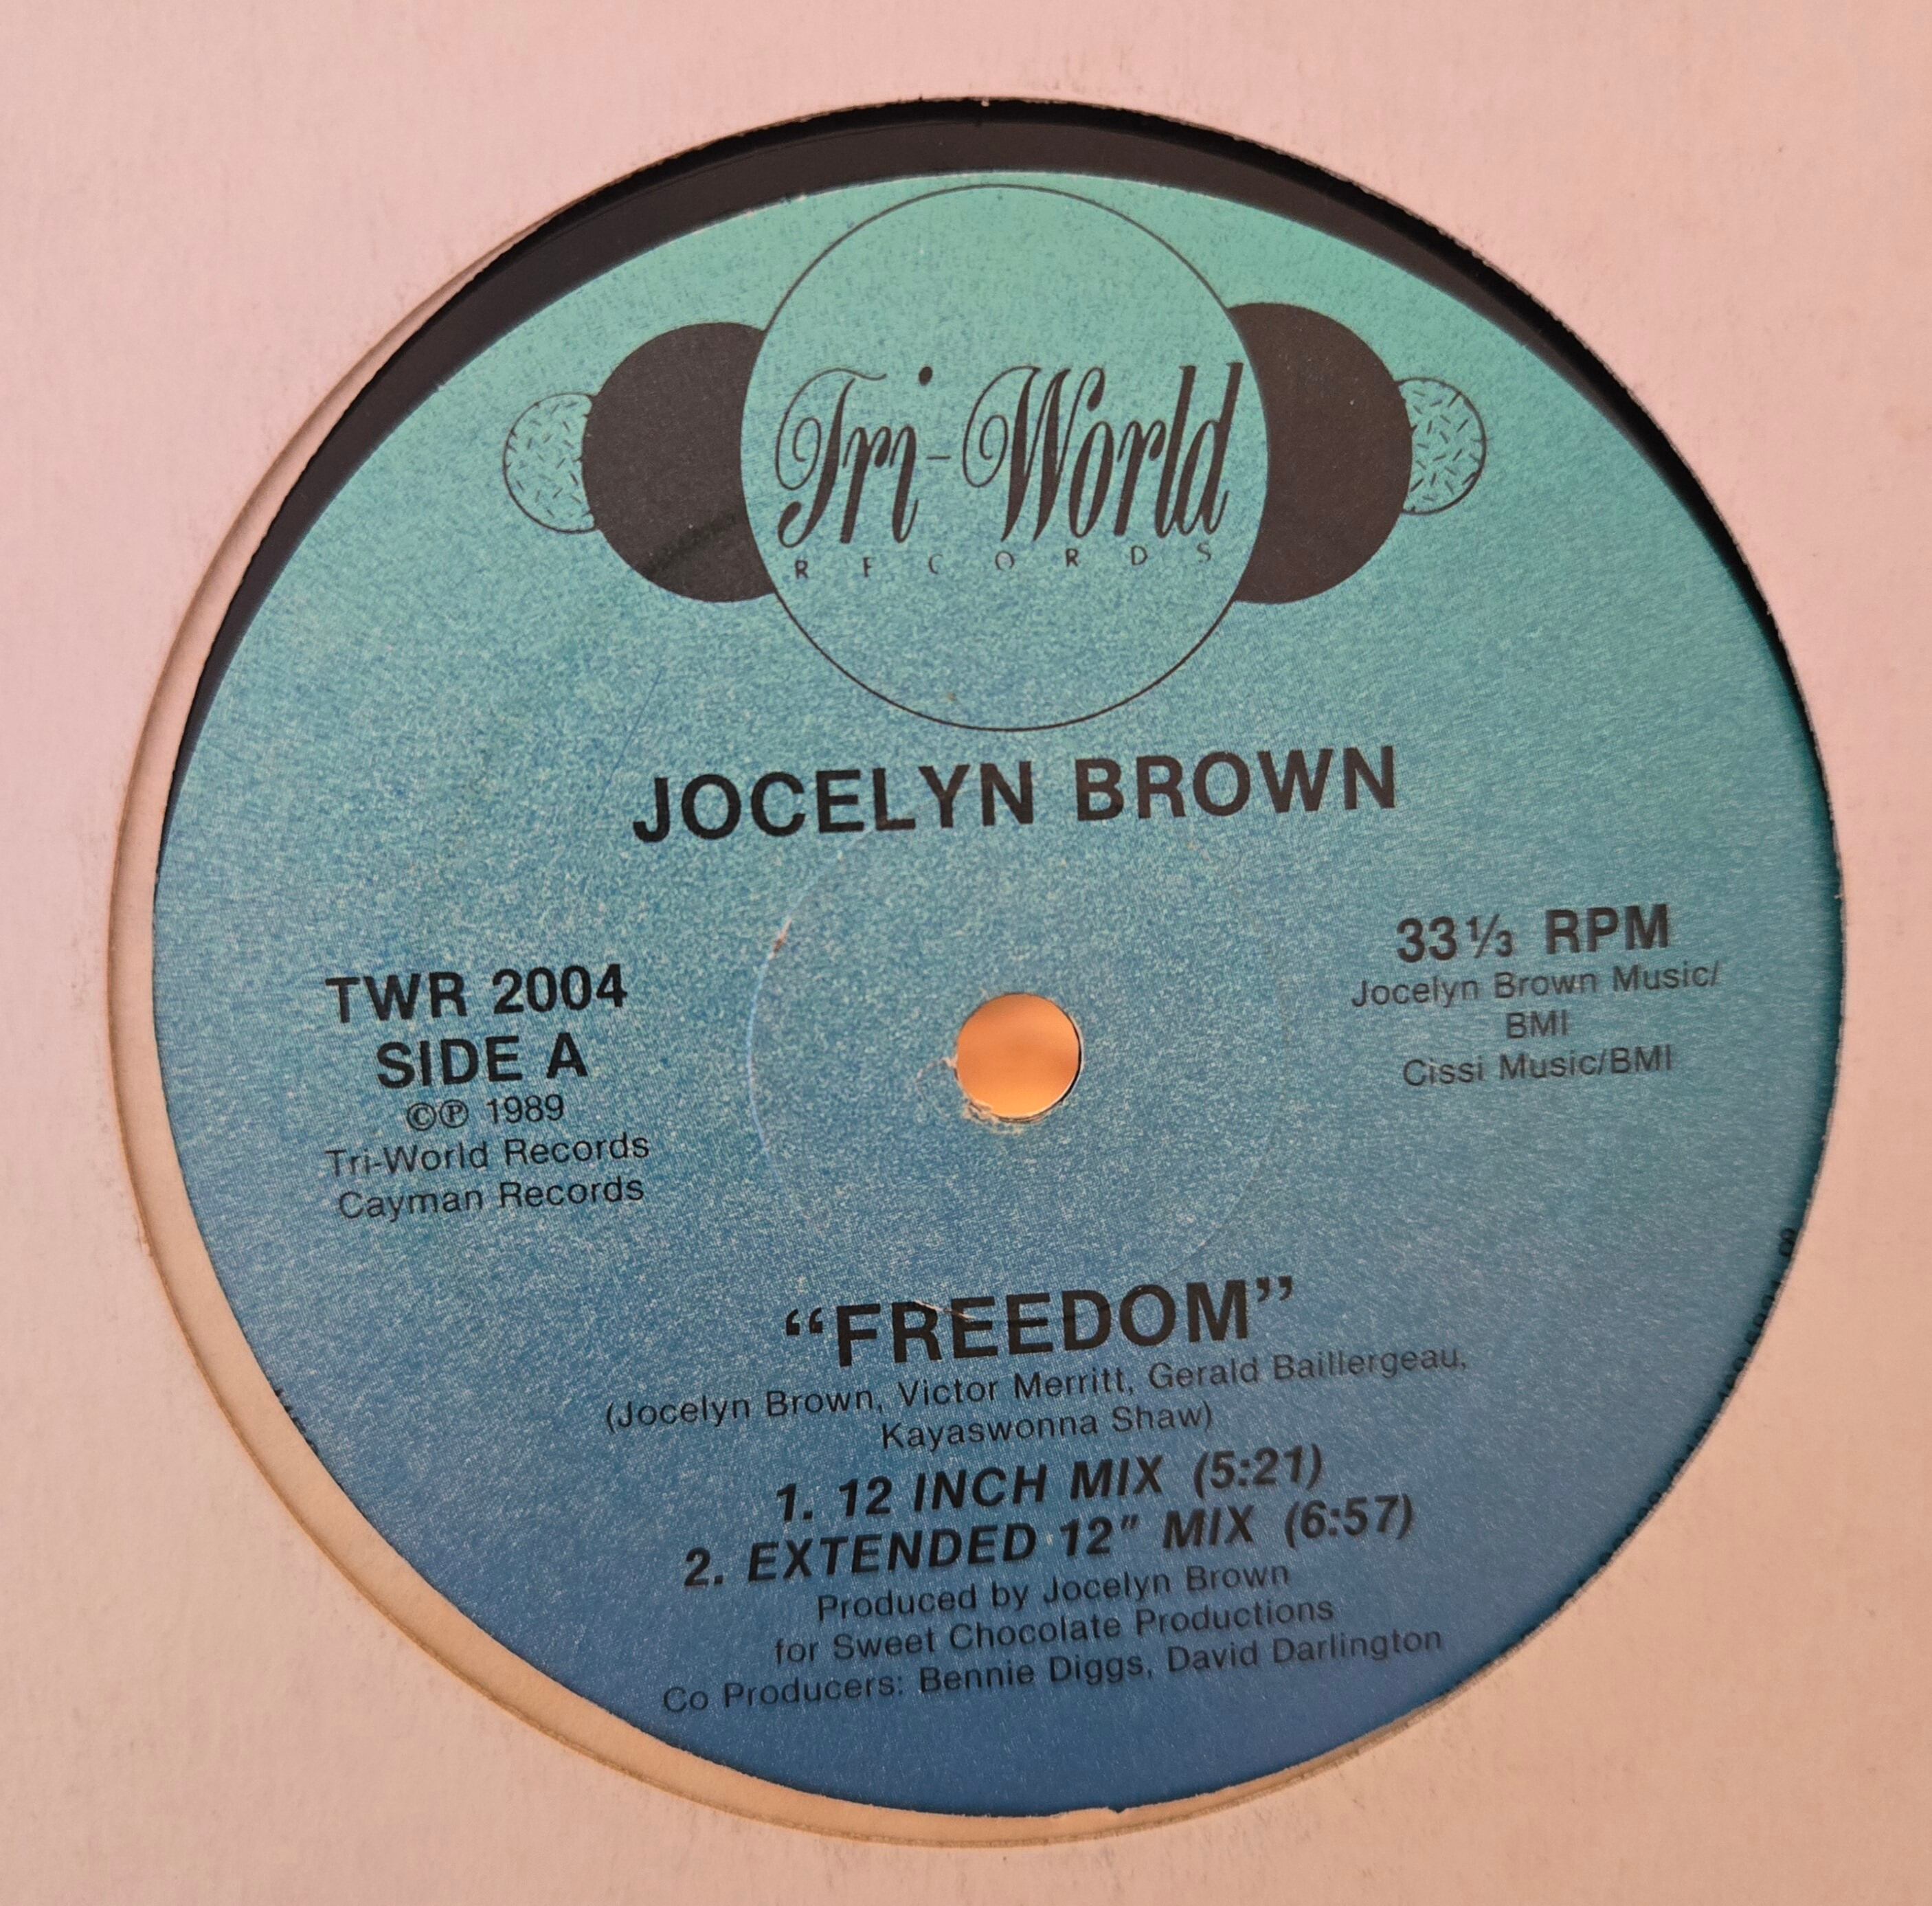 Tri-World
RECORDS
JOCELYN BROWN
TWR 2004
SIDE A
©℗ 1989
Tri-World Records
Cayman Records
33⅓ RPM
Jocelyn Brown Music/
BMI
Cissi Music/BMI
“FREEDOM”
(Jocelyn Brown, Victor Merritt, Gerald Baillergeau,
Kayaswonna Shaw)
1. 12 INCH MIX (5:21)
2. EXTENDED 12" MIX (6:57)
Produced by Jocelyn Brown
for Sweet Chocolate Productions
Co Producers: Bennie Diggs, David Darlington